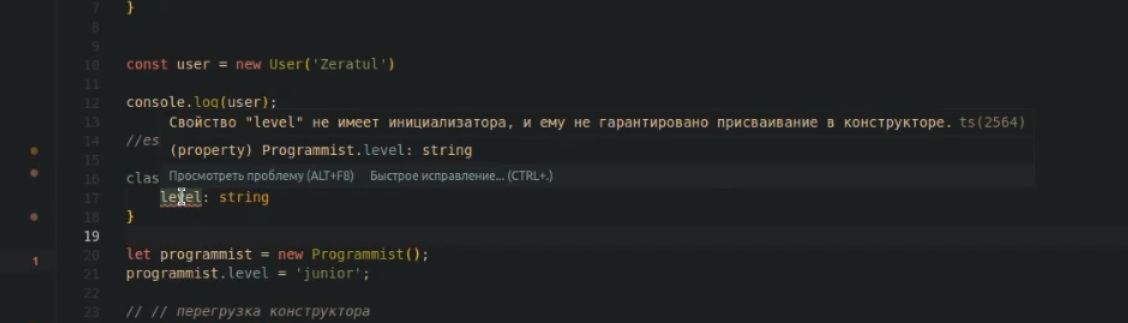 7 }
8
9
10 const user = new User('Zeratul')
11
12 console.log(user);
13 Свойство "level" не имеет инициализатора, и ему не гарантировано присваивание в конструкторе. ts(2564)
14 //es
(property) Programmist.level: string
15
16 clas
Просмотреть проблему (ALT+F8) Быстрое исправление... (CTRL+.)
17 level: string
18 }
19
1 20 let programmist = new Programmist();
21 programmist.level = 'junior';
22
23 // // перегрузка конструктора